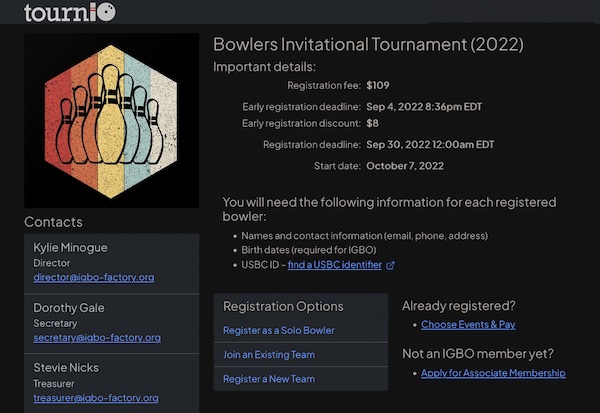 tournio
Bowlers Invitational Tournament (2022)
Important details:
Registration fee: $109
Early registration deadline: Sep 4, 2022 8:36pm EDT
Early registration discount: $8
Registration deadline: Sep 30, 2022 12:00am EDT
Start date: October 7, 2022
You will need the following information for each registered
bowler:
• Names and contact information (email, phone, address)
• Birth dates (required for IGBO)
• USBC ID – find a USBC identifier
Contacts
Kylie Minogue
Director
director@igbo-factory.org
Dorothy Gale
Secretary
secretary@igbo-factory.org
Stevie Nicks
Treasurer
treasurer@igbo-factory.org
Registration Options
Register as a Solo Bowler
Join an Existing Team
Register a New Team
Already registered?
• Choose Events & Pay
Not an IGBO member yet?
• Apply for Associate Membership